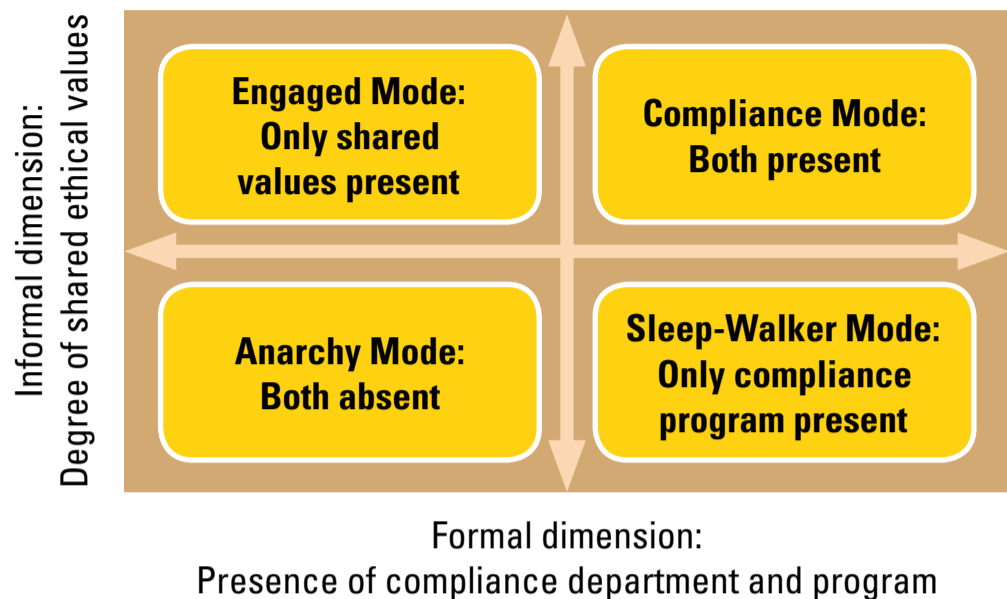 Informal dimension:
Degree of shared ethical values
Engaged Mode:
Only shared
values present
Compliance Mode:
Both present
Anarchy Mode:
Both absent
Sleep-Walker Mode:
Only compliance
program present
Formal dimension:
Presence of compliance department and program